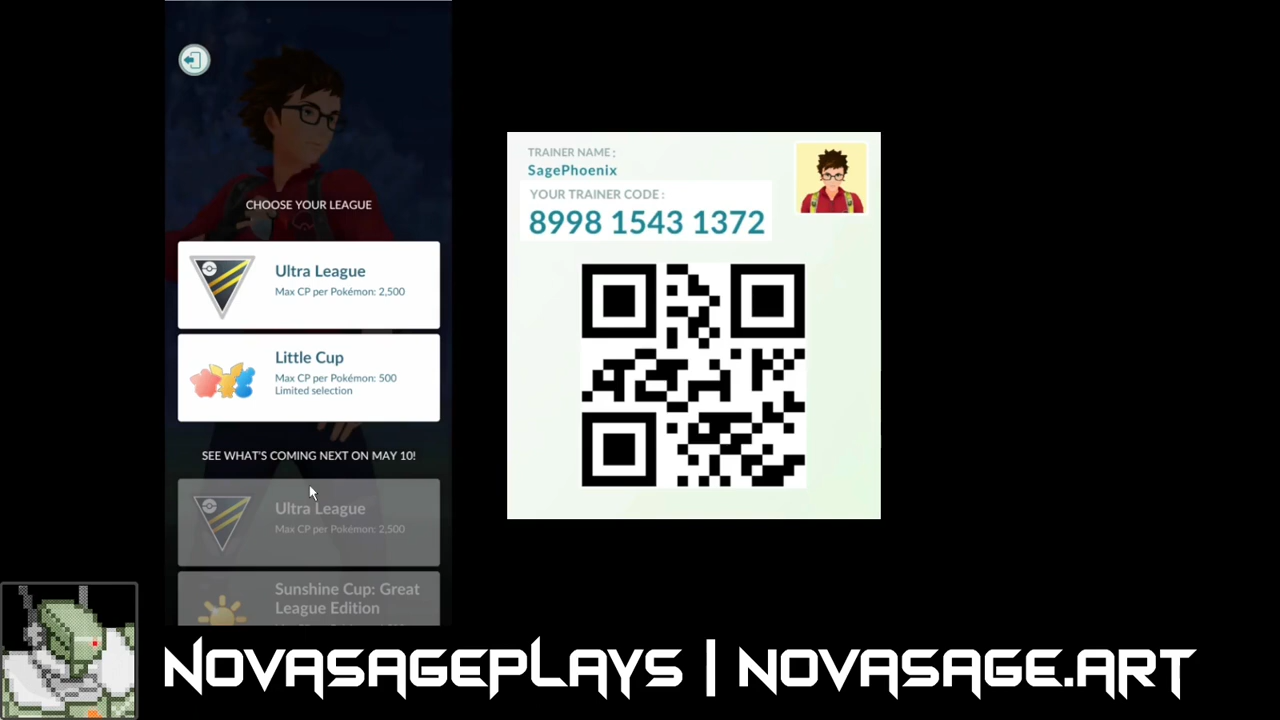 CHOOSE YOUR LEAGUE
Ultra League
Max CP per Pokémon: 2,500
Little Cup
Max CP per Pokémon: 500
Limited selection
SEE WHAT'S COMING NEXT ON MAY 10!
Ultra League
Max CP per Pokémon: 2,500
Sunshine Cup: Great
League Edition
TRAINER NAME :
SagePhoenix
YOUR TRAINER CODE :
8998 1543 1372
NOVASAGEPLAYS | NOVASAGE.ART